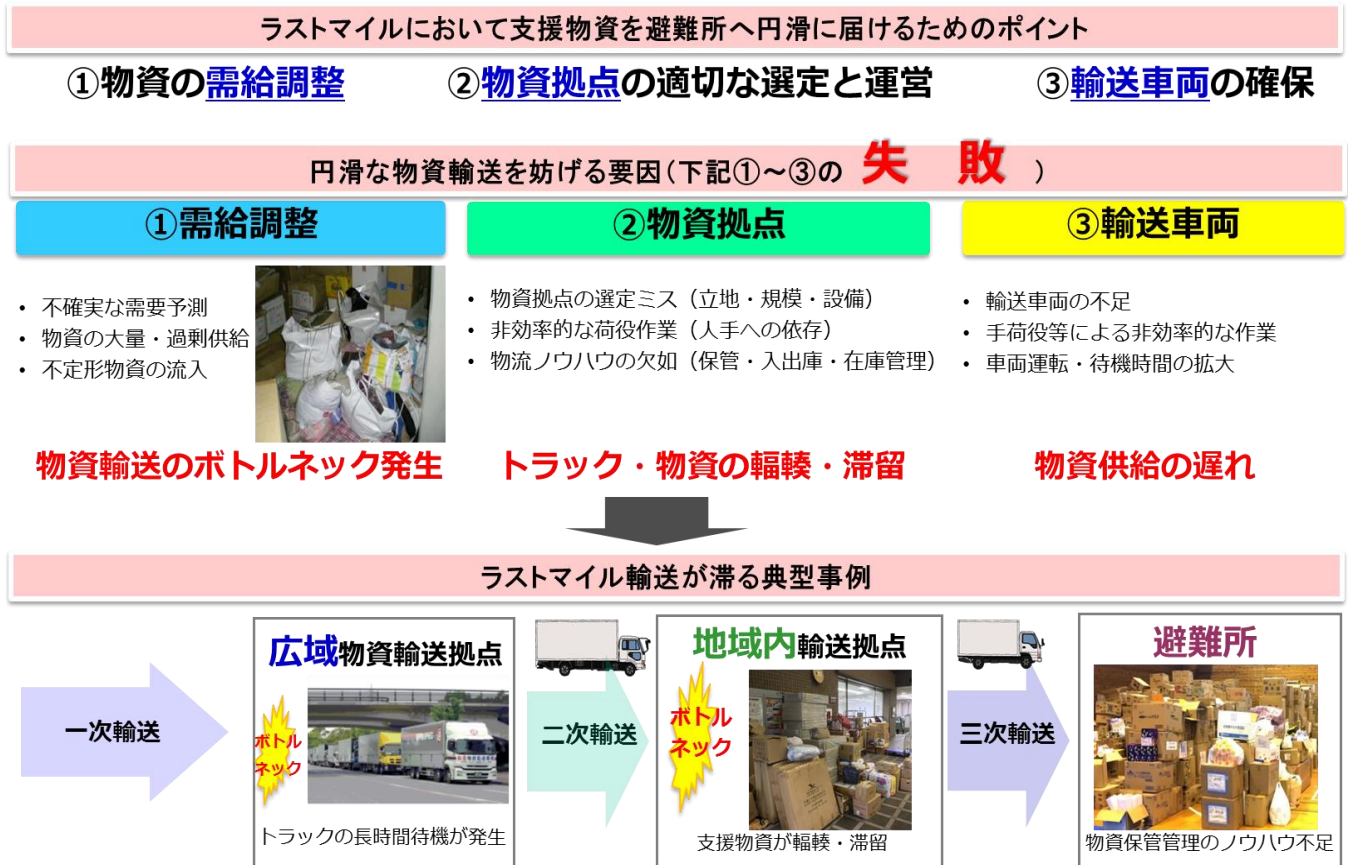 ラストマイルにおいて支援物資を避難所へ円滑に届けるためのポイント
①物資の需給調整
②物資拠点の適切な選定と運営
③輸送車両の確保
円滑な物資輸送を妨げる要因(下記①～③の 失 敗 )
①需給調整
• 不確実な需要予測
• 物資の大量・過剰供給
• 不定形物資の流入
物資輸送のボトルネック発生
②物資拠点
• 物資拠点の選定ミス（立地・規模・設備）
• 非効率的な荷役作業（人手への依存）
• 物流ノウハウの欠如（保管・入出庫・在庫管理）
トラック・物資の輻輳・滞留
③輸送車両
• 輸送車両の不足
• 手荷役等による非効率的な作業
• 車両運転・待機時間の拡大
物資供給の遅れ
ラストマイル輸送が滞る典型事例
一次輸送
広域物資輸送拠点
ボトル
ネック
トラックの長時間待機が発生
二次輸送
地域内輸送拠点
ボトル
ネック
支援物資が輻輳・滞留
三次輸送
避難所
物資保管管理のノウハウ不足